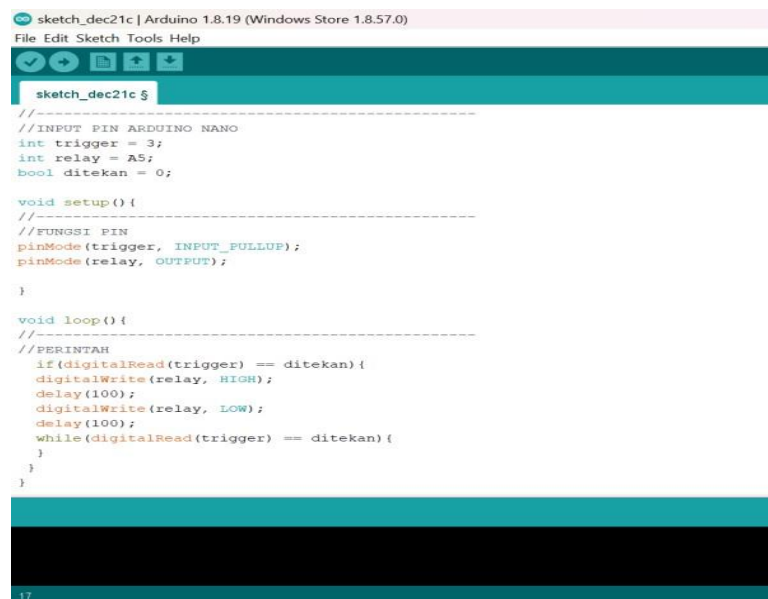 sketch_dec21c | Arduino 1.8.19 (Windows Store 1.8.57.0)
File Edit Sketch Tools Help
sketch_dec21c §
//------------------------------------------------
//INPUT PIN ARDUINO NANO
int trigger = 3;
int relay = A5;
bool ditekan = 0;
void setup(){
//------------------------------------------------
//FUNGSI PIN
pinMode(trigger, INPUT_PULLUP);
pinMode(relay, OUTPUT);
}
void loop(){
//------------------------------------------------
//PERINTAH
if(digitalRead(trigger) == ditekan){
digitalWrite(relay, HIGH);
delay(100);
digitalWrite(relay, LOW);
delay(100);
while(digitalRead(trigger) == ditekan){
}
}
}
17